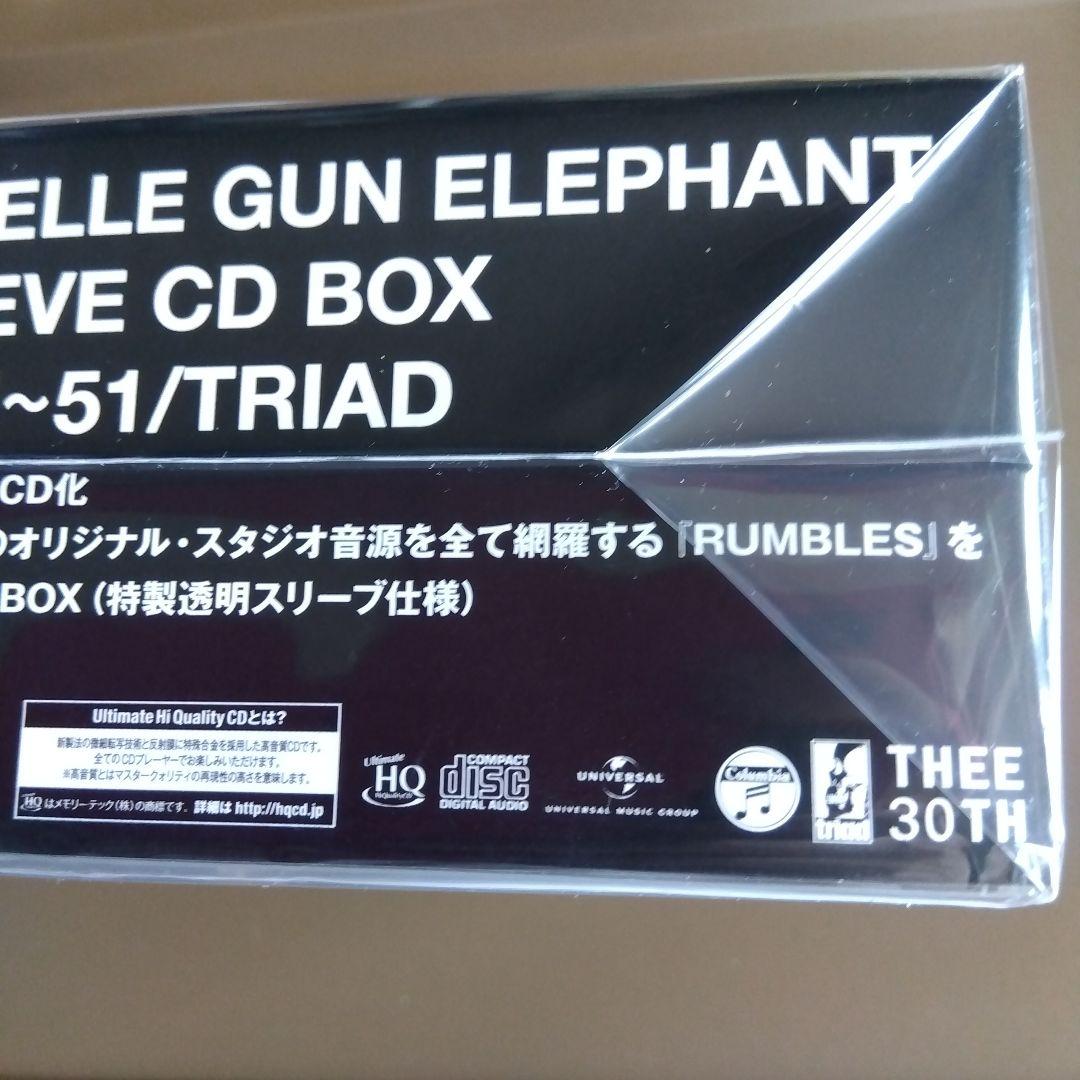 ELLE GUN ELEPHANT
EVE CD BOX
~51/TRIAD
CD化
のオリジナル・スタジオ音源を全て網羅する『RUMBLES』を
BOX（特製透明スリーブ仕様）
Ultimate Hi Quality CDとは?
新製法の微細転写技術と反射膜に特殊合金を採用した高音質CDです。
全てのCDプレーヤーでお楽しみいただけます。
※高音質とはマスタークォリティの再現性の高さを意味します。
HQ はメモリーテック（株）の商標です。詳細は http://hqcd.jp
Ultimate
HQ
HiQualityCD
COMPACT
disc
DIGITAL AUDIO
UNIVERSAL
UNIVERSAL MUSIC GROUP
Columbia
triad
THEE
30TH